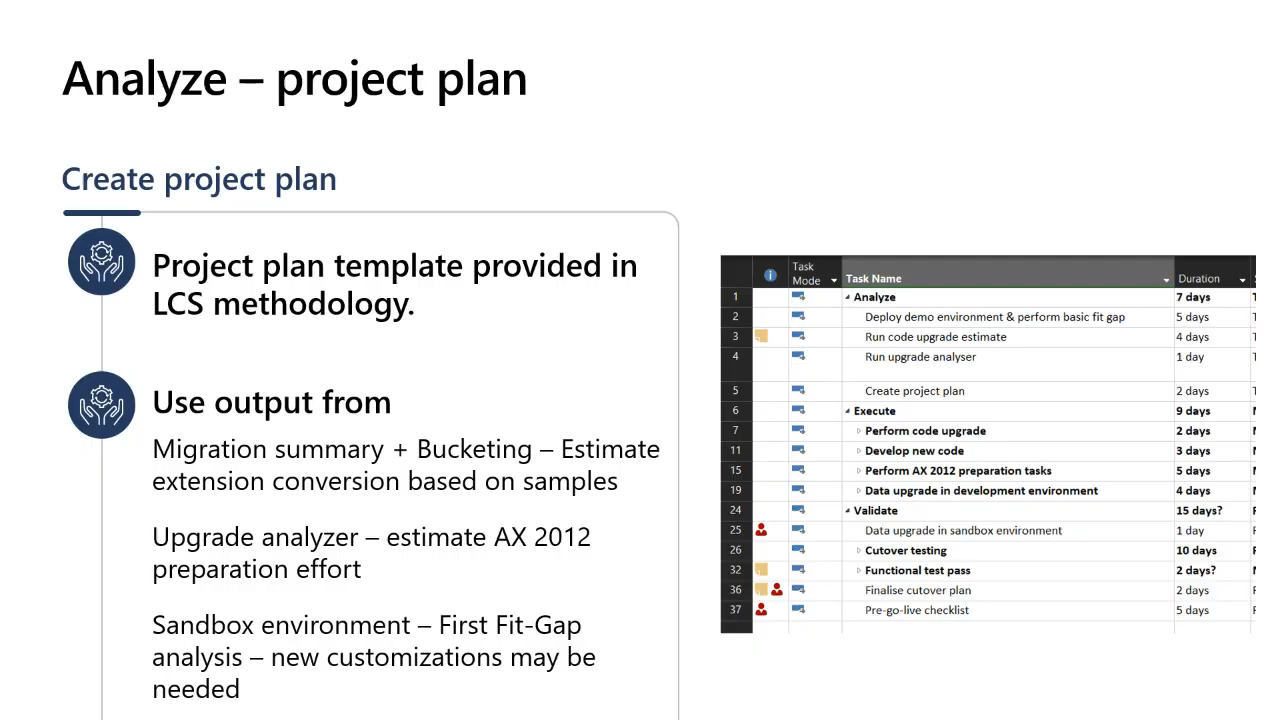 Analyze – project plan
Create project plan
Project plan template provided in
LCS methodology.
Use output from
Migration summary + Bucketing – Estimate
extension conversion based on samples
Upgrade analyzer – estimate AX 2012
preparation effort
Sandbox environment – First Fit-Gap
analysis – new customizations may be
needed
Task Mode Task Name Duration
1 Analyze 7 days
2 Deploy demo environment & perform basic fit gap 5 days
3 Run code upgrade estimate 4 days
4 Run upgrade analyser 1 day
5 Create project plan 2 days
6 Execute 9 days
7 Perform code upgrade 2 days
11 Develop new code 3 days
15 Perform AX 2012 preparation tasks 5 days
19 Data upgrade in development environment 4 days
24 Validate 15 days?
25 Data upgrade in sandbox environment 1 day
26 Cutover testing 10 days
32 Functional test pass 2 days?
36 Finalise cutover plan 2 days
37 Pre-go-live checklist 5 days